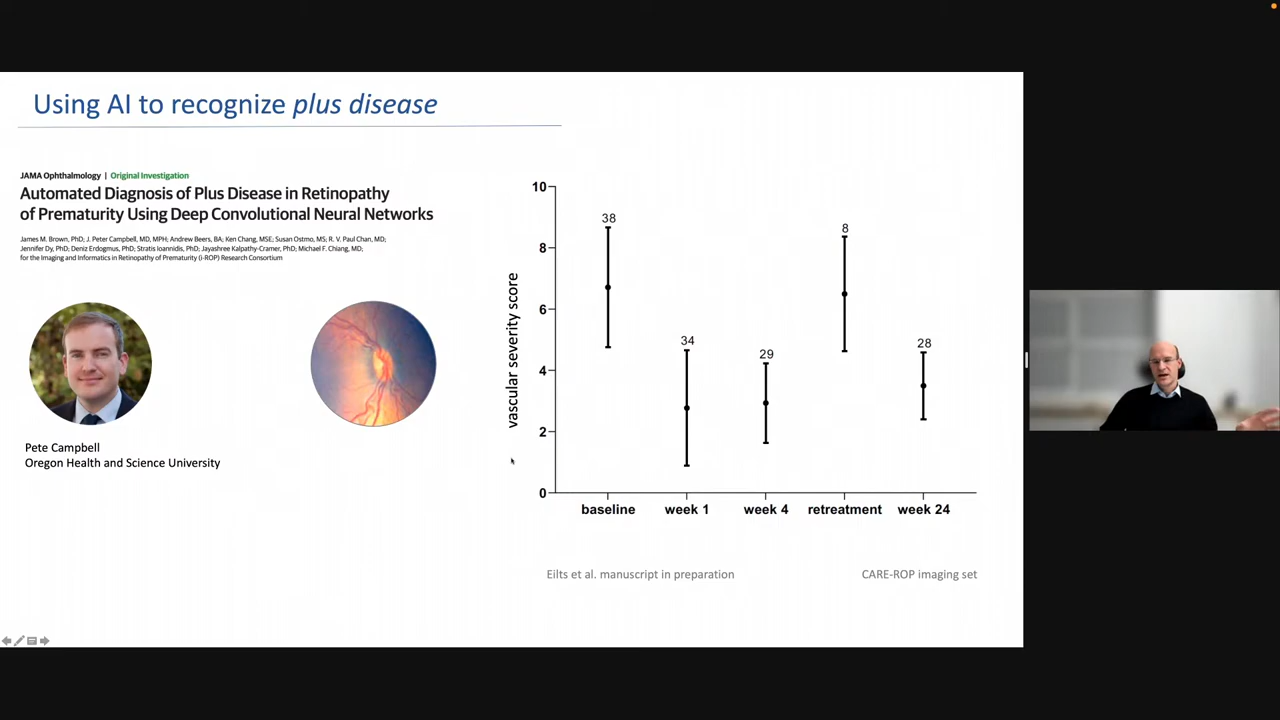 Using AI to recognize plus disease
JAMA Ophthalmology | Original Investigation
Automated Diagnosis of Plus Disease in Retinopathy
of Prematurity Using Deep Convolutional Neural Networks
James M. Brown, PhD; J. Peter Campbell, MD, MPH; Andrew Beers, BA; Ken Chang, MSE; Susan Ostmo, MS; R. V. Paul Chan, MD;
Jennifer Dy, PhD; Deniz Erdogmus, PhD; Stratis Ioannidis, PhD; Jayashree Kalpathy-Cramer, PhD; Michael F. Chiang, MD;
for the Imaging and Informatics in Retinopathy of Prematurity (i-ROP) Research Consortium
Pete Campbell
Oregon Health and Science University
vascular severity score
10
8
6
4
2
0
38
34
29
8
28
baseline
week 1
week 4
retreatment
week 24
Eilts et al. manuscript in preparation
CARE-ROP imaging set